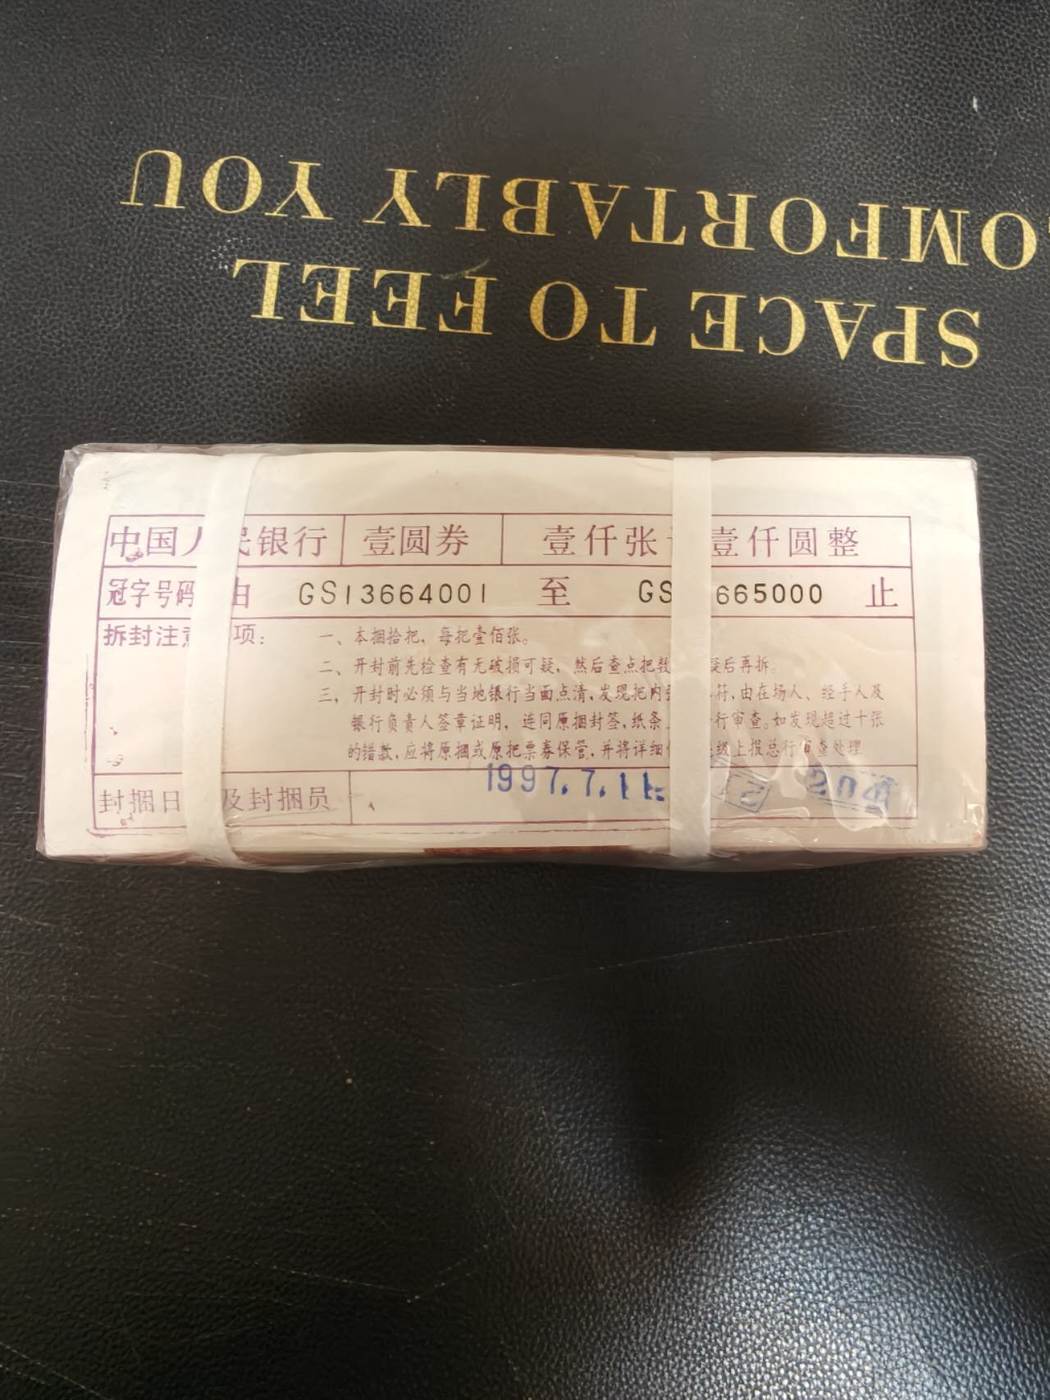 SPACE TO FEEL
COMFORTABLY YOU
中国人民银行 壹圆券 壹仟张 壹仟圆整
冠字号码 由 GS13664001 至 GS 665000 止
拆封注意 项：
一、本捆拾把，每把壹佰张。
二、开封前先检查有无破损可疑，然后查点把数 后再拆
三、开封时必须与当地银行当面点清，发现把内 符，由在场人、经手人及
银行负责人签章证明，连同原捆封签，纸条 行审查。如发现超过十张
的错款，应将原捆或原把票券保管，并将详细 上报总行审查处理
封捆日 及封捆员 1997.7.11